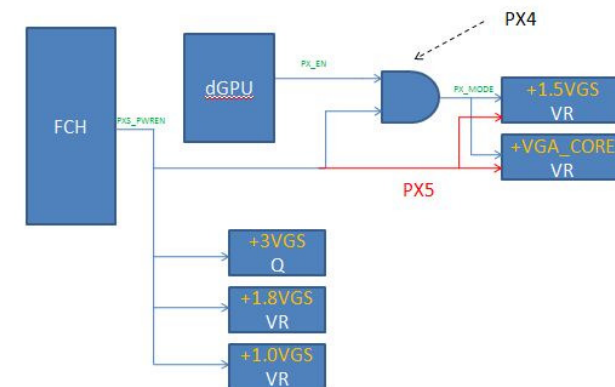 PX4
FCH
PXS_PWREN
dGPU
PX_EN
PX_MODE
+1.5VGS
VR
+VGA_CORE
VR
PX5
+3VGS
Q
+1.8VGS
VR
+1.0VGS
VR